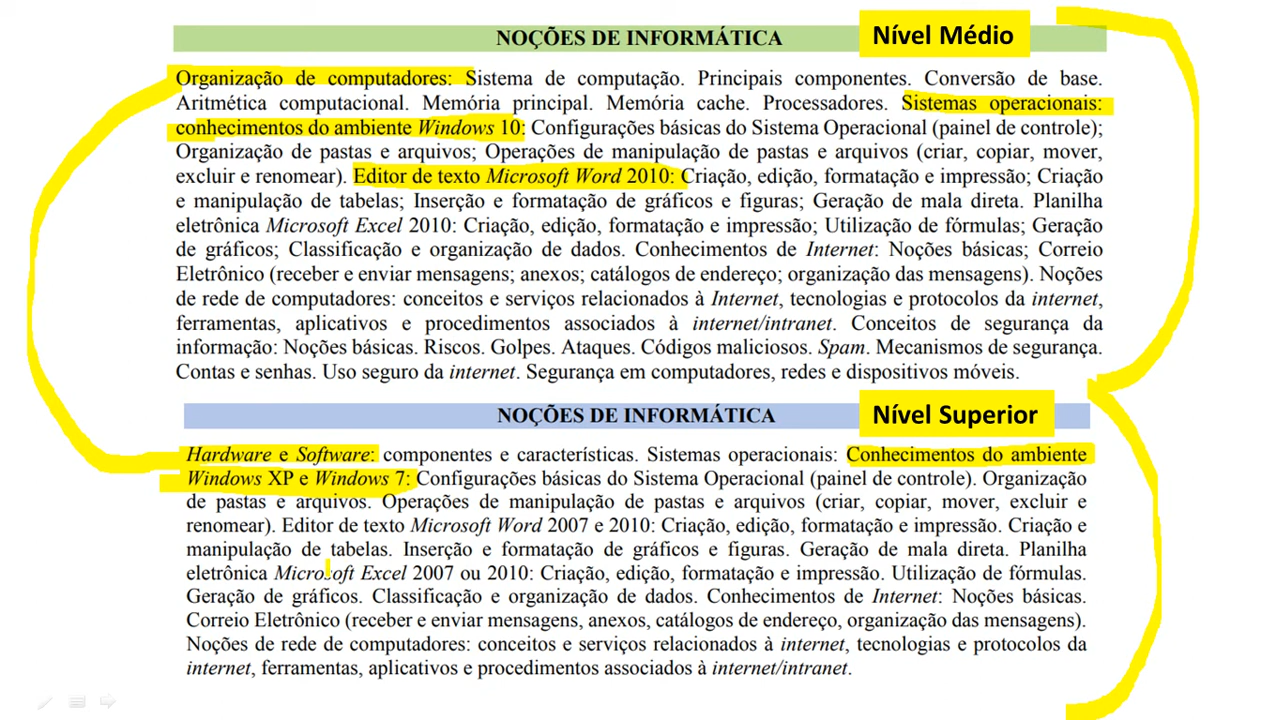 NOÇÕES DE INFORMÁTICA Nível Médio
Organização de computadores: Sistema de computação. Principais componentes. Conversão de base.
Aritmética computacional. Memória principal. Memória cache. Processadores. Sistemas operacionais:
conhecimentos do ambiente Windows 10: Configurações básicas do Sistema Operacional (painel de controle);
Organização de pastas e arquivos; Operações de manipulação de pastas e arquivos (criar, copiar, mover,
excluir e renomear). Editor de texto Microsoft Word 2010: Criação, edição, formatação e impressão; Criação
e manipulação de tabelas; Inserção e formatação de gráficos e figuras; Geração de mala direta. Planilha
eletrônica Microsoft Excel 2010: Criação, edição, formatação e impressão; Utilização de fórmulas; Geração
de gráficos; Classificação e organização de dados. Conhecimentos de Internet: Noções básicas; Correio
Eletrônico (receber e enviar mensagens; anexos; catálogos de endereço; organização das mensagens). Noções
de rede de computadores: conceitos e serviços relacionados à Internet, tecnologias e protocolos da internet,
ferramentas, aplicativos e procedimentos associados à internet/intranet. Conceitos de segurança da
informação: Noções básicas. Riscos. Golpes. Ataques. Códigos maliciosos. Spam. Mecanismos de segurança.
Contas e senhas. Uso seguro da internet. Segurança em computadores, redes e dispositivos móveis.
NOÇÕES DE INFORMÁTICA Nível Superior
Hardware e Software: componentes e características. Sistemas operacionais: Conhecimentos do ambiente
Windows XP e Windows 7: Configurações básicas do Sistema Operacional (painel de controle). Organização
de pastas e arquivos. Operações de manipulação de pastas e arquivos (criar, copiar, mover, excluir e
renomear). Editor de texto Microsoft Word 2007 e 2010: Criação, edição, formatação e impressão. Criação e
manipulação de tabelas. Inserção e formatação de gráficos e figuras. Geração de mala direta. Planilha
eletrônica Microsoft Excel 2007 ou 2010: Criação, edição, formatação e impressão. Utilização de fórmulas.
Geração de gráficos. Classificação e organização de dados. Conhecimentos de Internet: Noções básicas.
Correio Eletrônico (receber e enviar mensagens, anexos, catálogos de endereço, organização das mensagens).
Noções de rede de computadores: conceitos e serviços relacionados à internet, tecnologias e protocolos da
internet, ferramentas, aplicativos e procedimentos associados à internet/intranet.